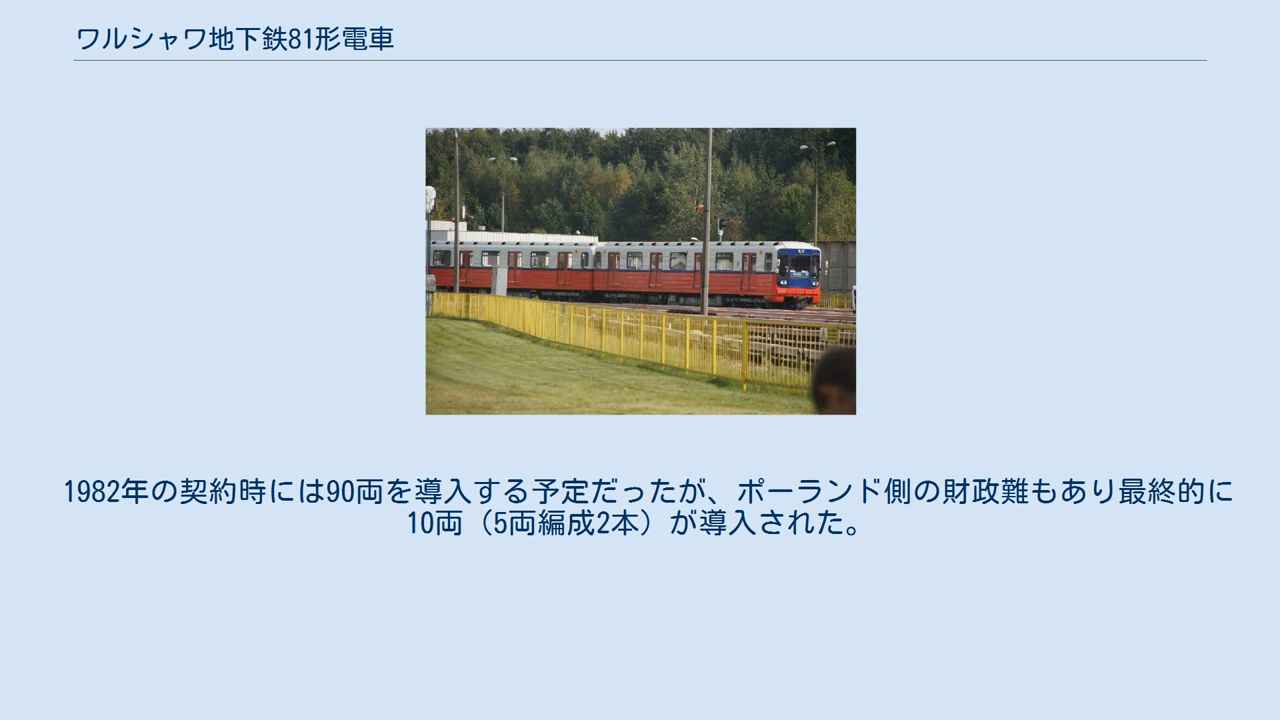 ワルシャワ地下鉄81形電車
1982年の契約時には90両を導入する予定だったが、ポーランド側の財政難もあり最終的に
10両（5両編成2本）が導入された。